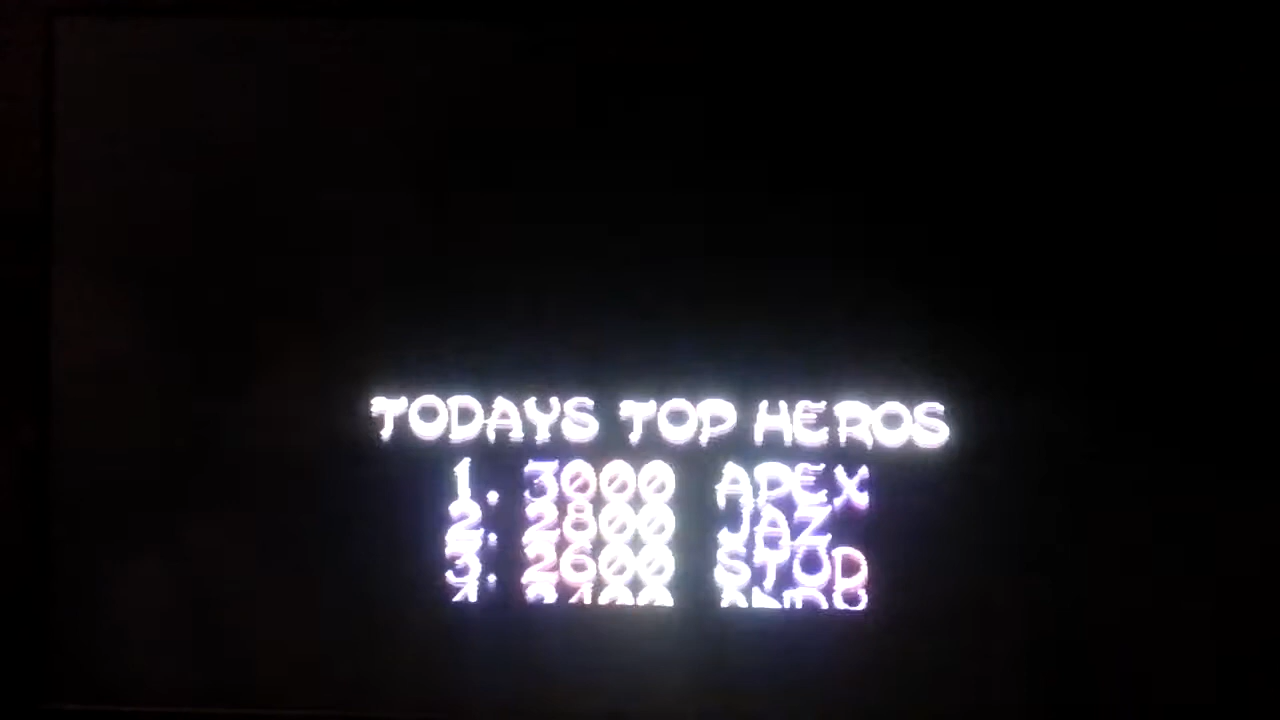 TODAYS TOP HEROS
1. 3000 APEX
2. 2800 JAZ
3. 2600 STOD